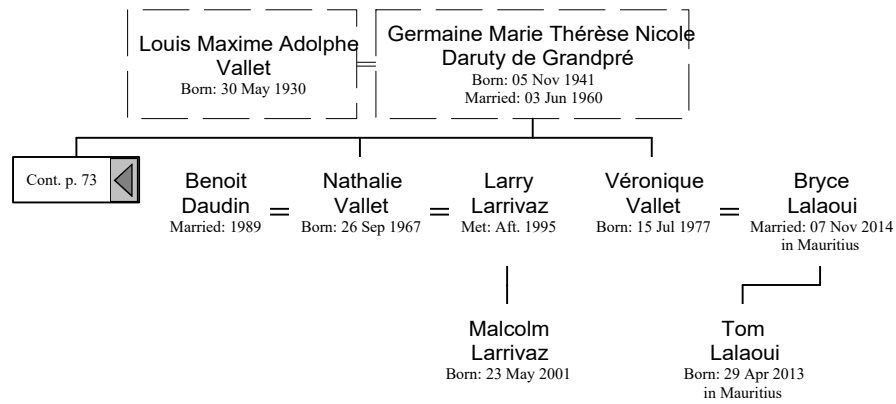 Louis Maxime Adolphe
Vallet
Born: 30 May 1930
Germaine Marie Thérèse Nicole
Daruty de Grandpré
Born: 05 Nov 1941
Married: 03 Jun 1960
Cont. p. 73
Benoit
Daudin
Married: 1989
Nathalie
Vallet
Born: 26 Sep 1967
Larry
Larrivaz
Met: Aft. 1995
Véronique
Vallet
Born: 15 Jul 1977
Bryce
Lalaoui
Married: 07 Nov 2014
in Mauritius
Malcolm
Larrivaz
Born: 23 May 2001
Tom
Lalaoui
Born: 29 Apr 2013
in Mauritius